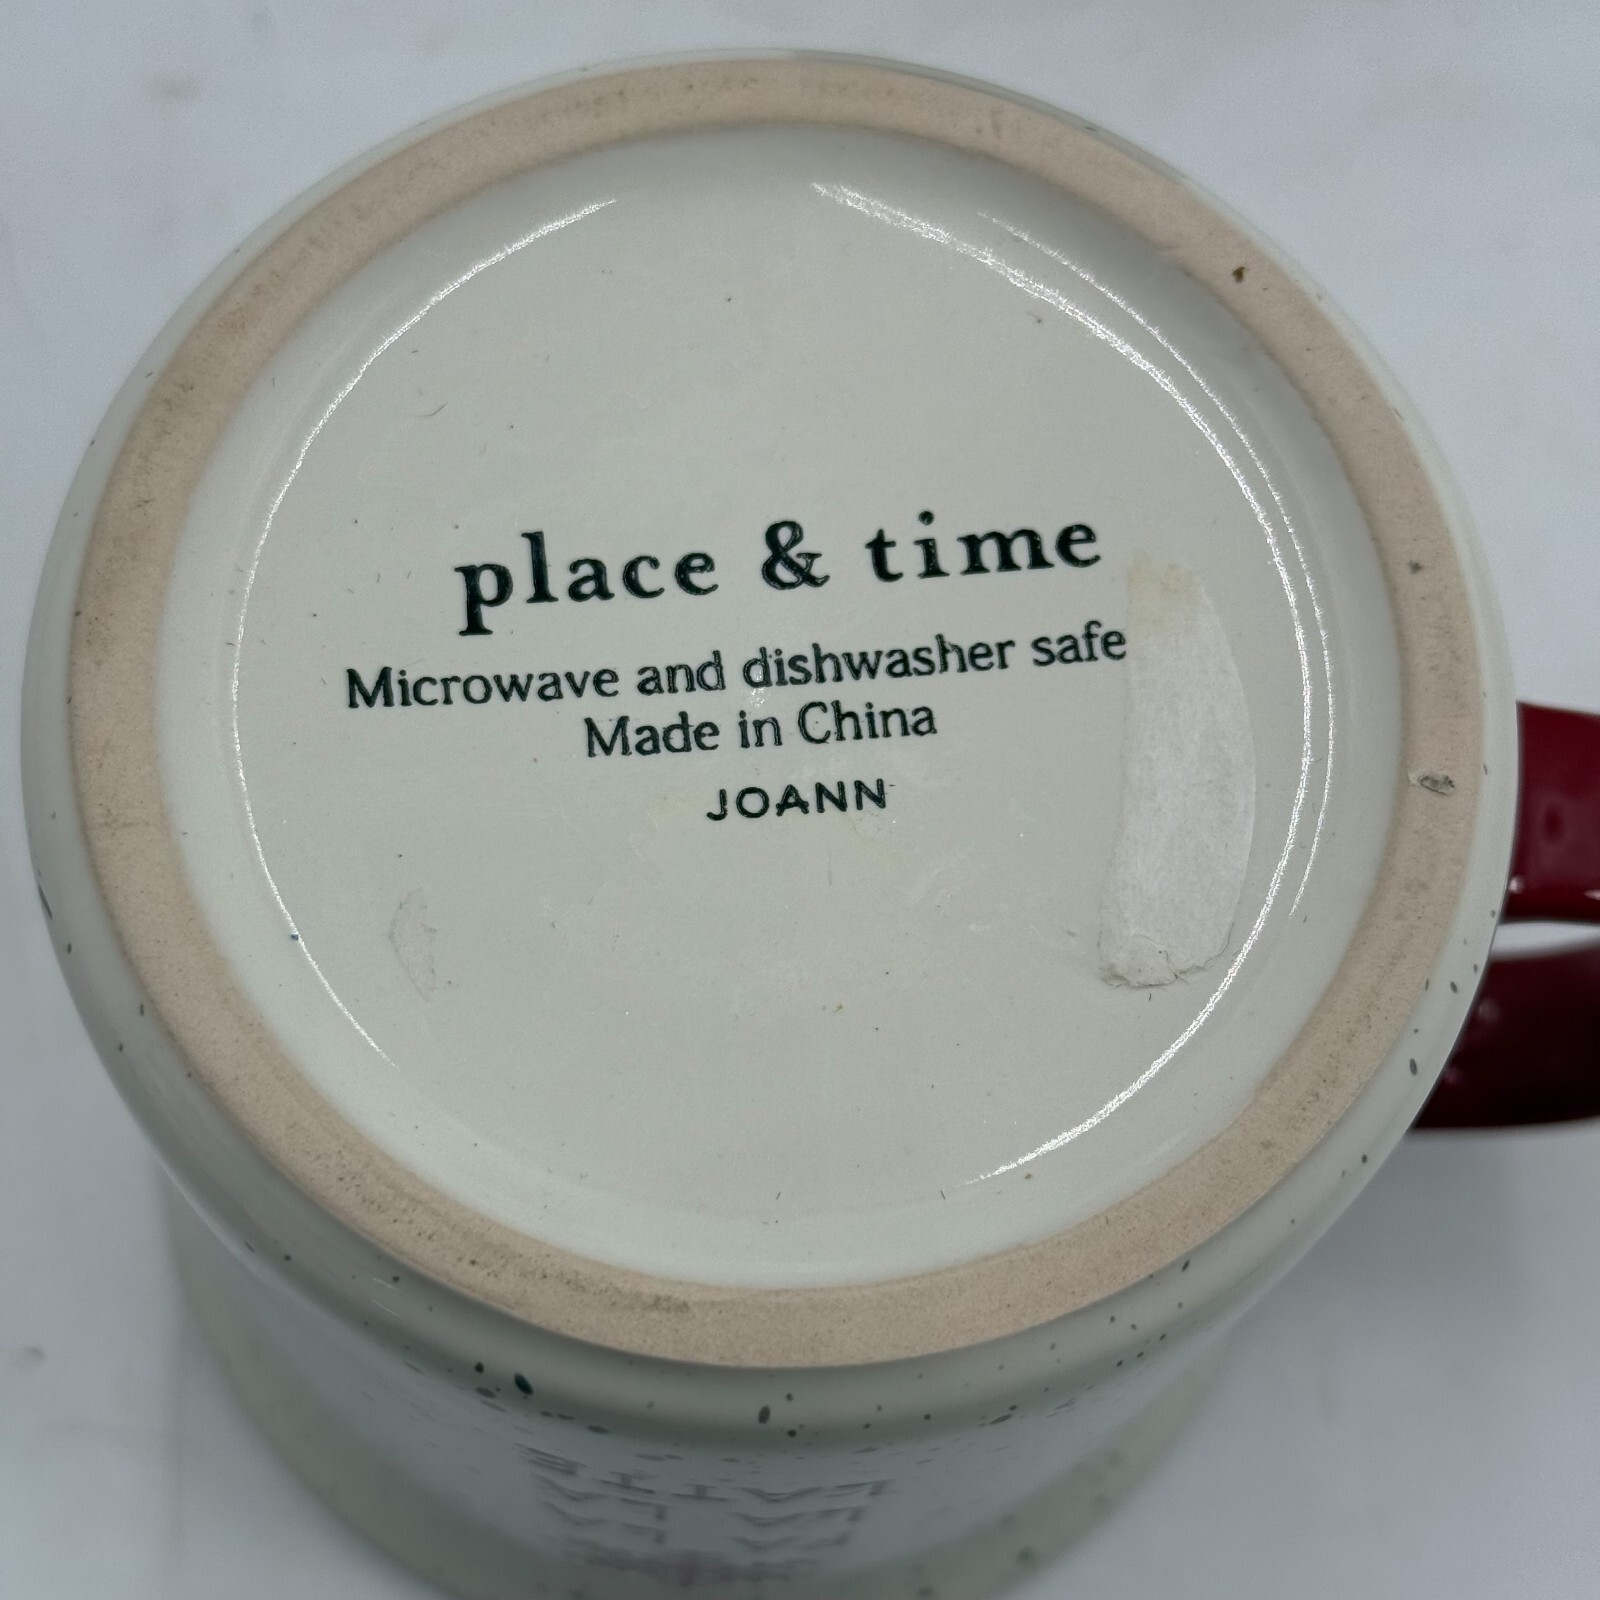 place & time
Microwave and dishwasher safe
Made in China
JOANN